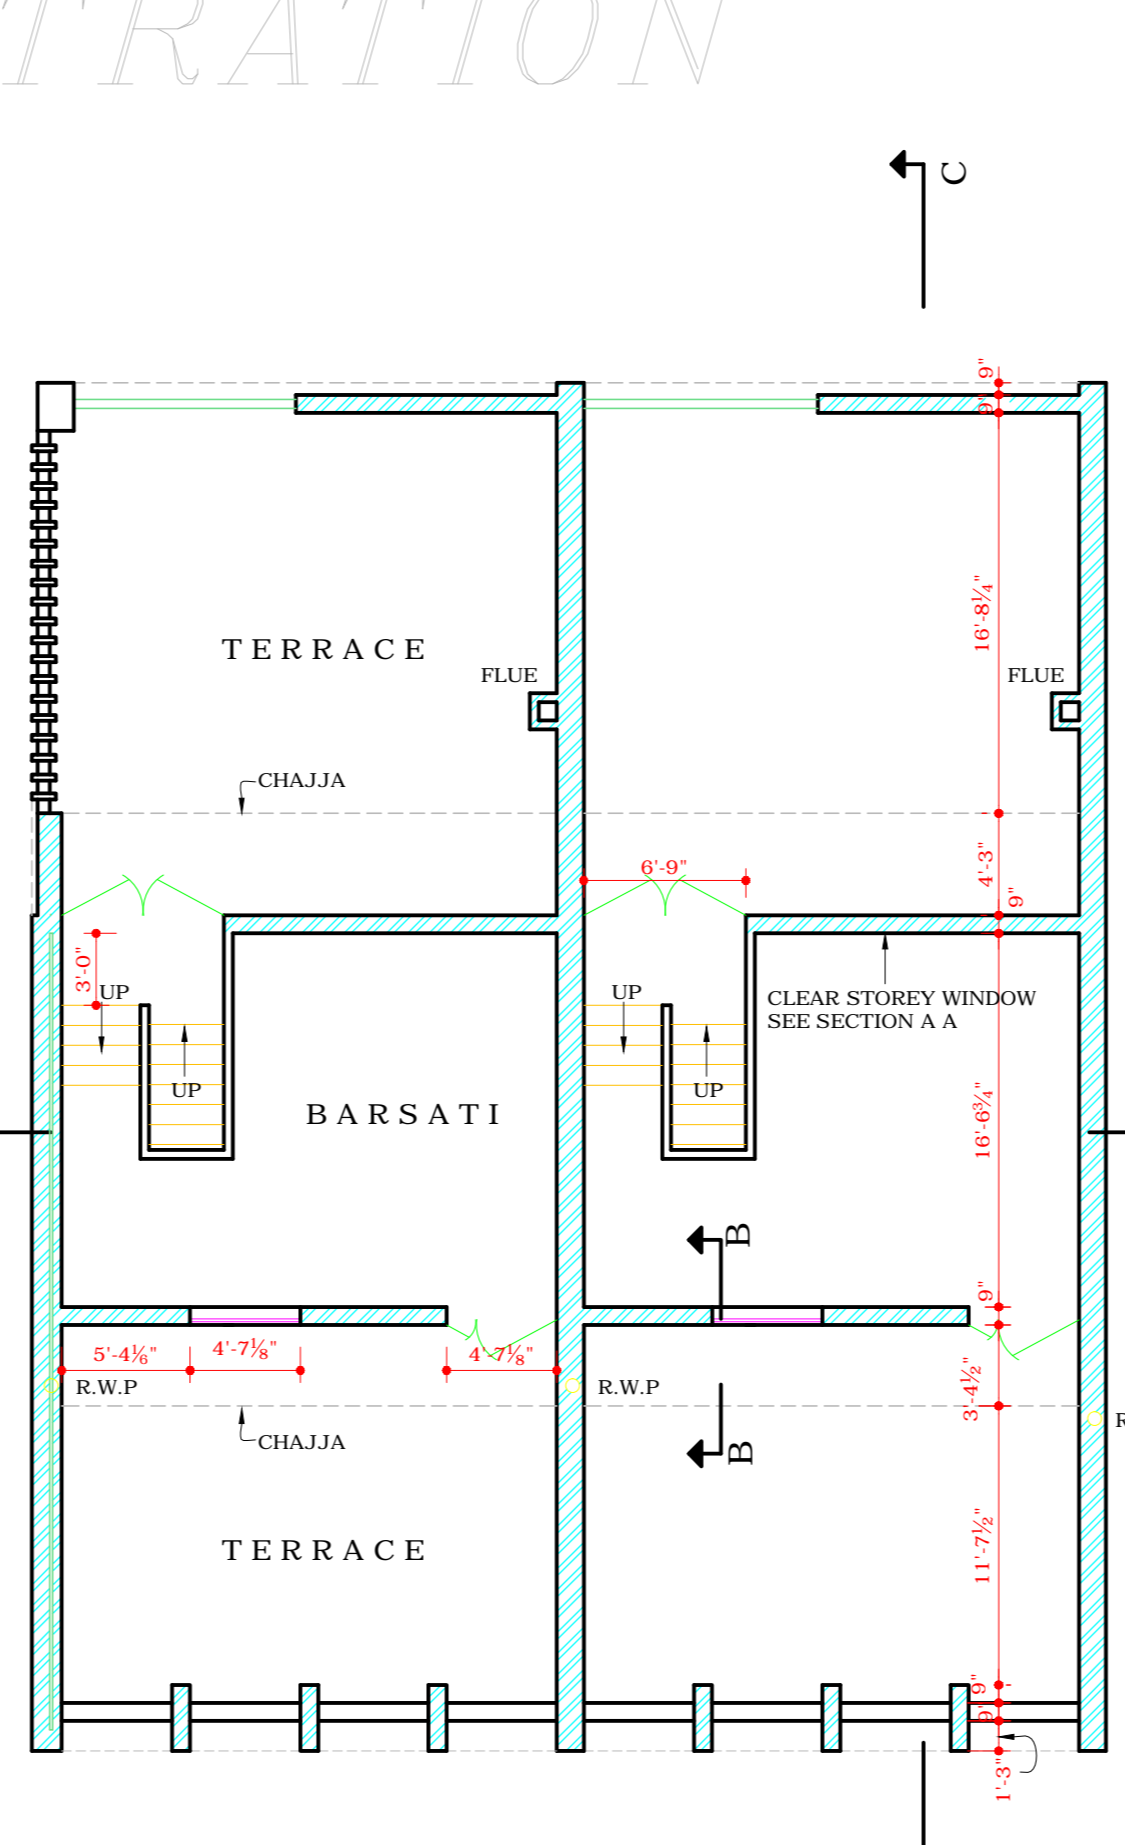 TRATION
C
9"
9"
16'-8¼"
TERRACE
FLUE
FLUE
CHAJJA
4'-3"
6'-9"
9"
3'-0"
UP
UP
CLEAR STOREY WINDOW
SEE SECTION A A
UP
UP
BARSATI
16'-6¾"
B
9"
5'-4⅙"
4'-7⅛"
4'-7⅛"
R.W.P
R.W.P
3'-4½"
R
CHAJJA
B
TERRACE
11'-7½"
9"
9"
1'-3"